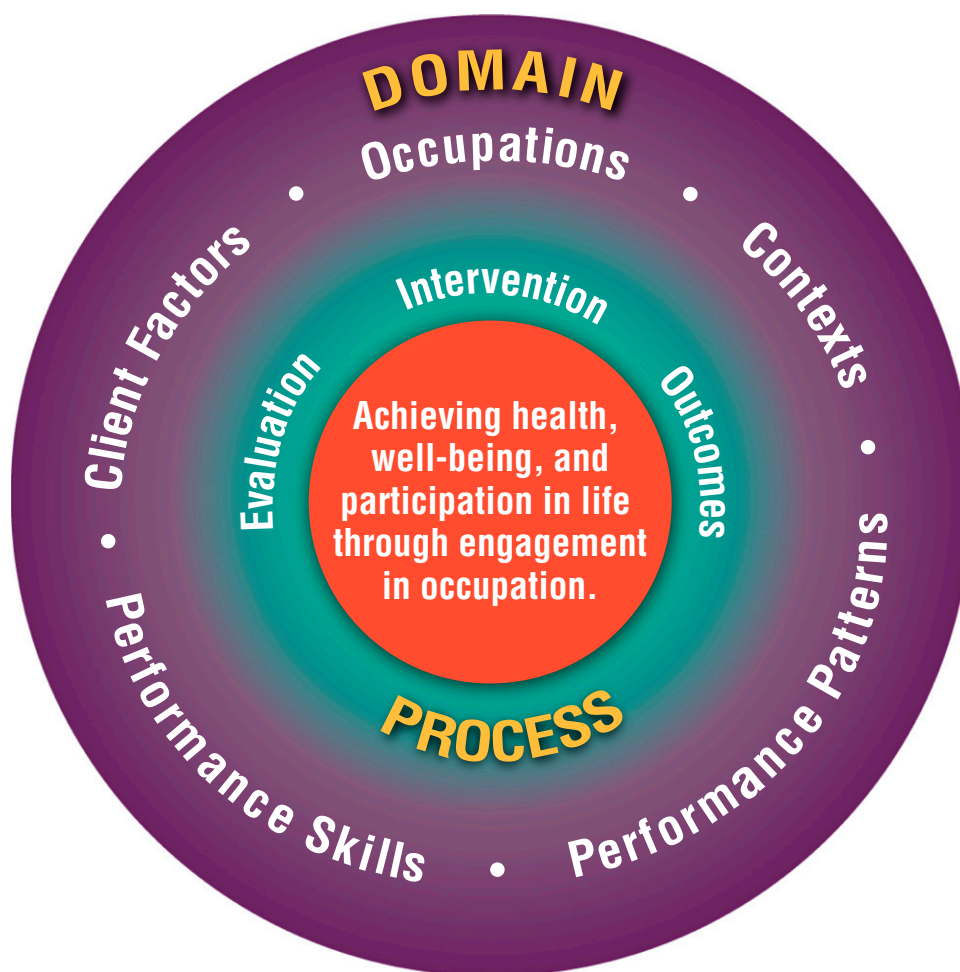 DOMAIN
Occupations
Contexts
Performance Patterns
Performance Skills
Client Factors
Evaluation
Intervention
Outcomes
Achieving health,
well-being, and
participation in life
through engagement
in occupation.
PROCESS